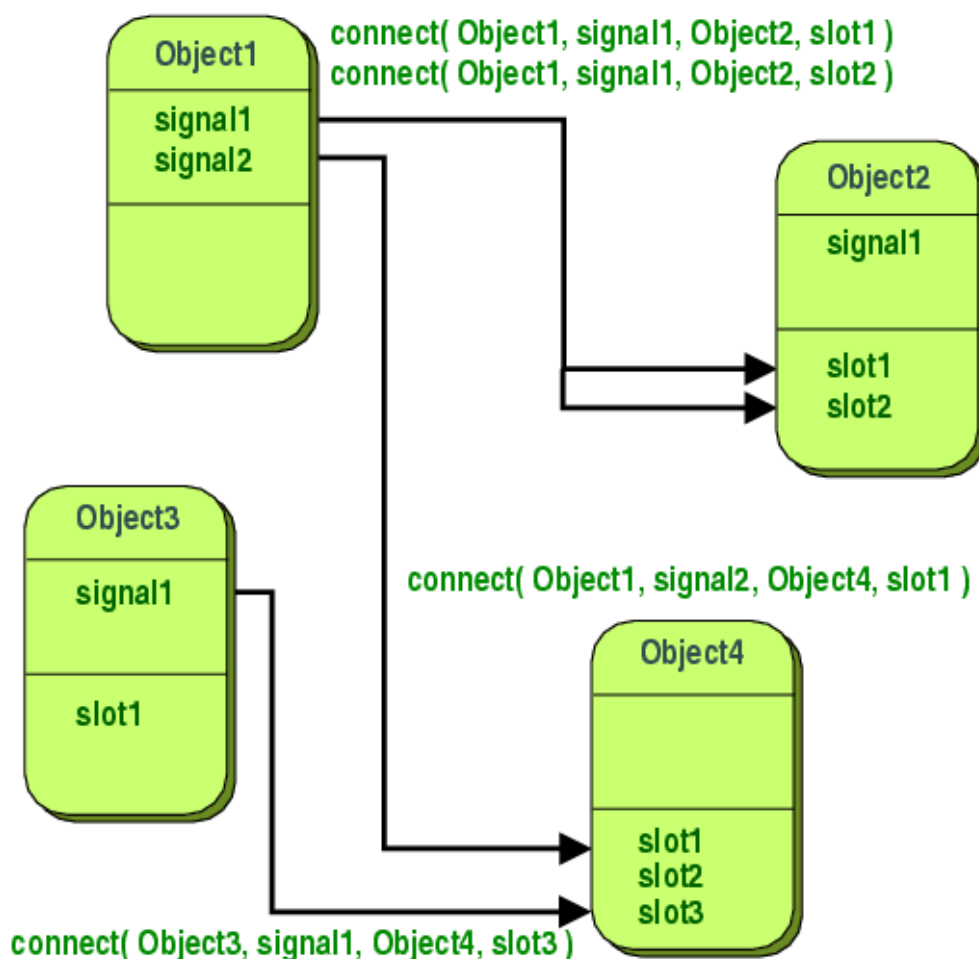 connect( Object1, signal1, Object2, slot1 )
connect( Object1, signal1, Object2, slot2 )
Object1
signal1
signal2
Object2
signal1
slot1
slot2
Object3
signal1
slot1
connect( Object1, signal2, Object4, slot1 )
Object4
slot1
slot2
slot3
connect( Object3, signal1, Object4, slot3 )